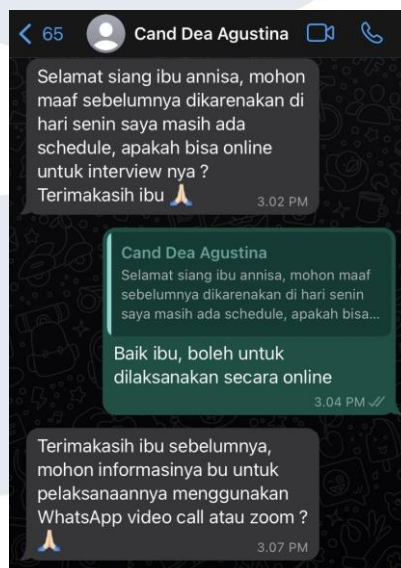 65
Cand Dea Agustina
Selamat siang ibu annisa, mohon
maaf sebelumnya dikarenakan di
hari senin saya masih ada
schedule, apakah bisa online
untuk interview nya ?
Terimakasih ibu 🙏🏻
3.02 PM
Cand Dea Agustina
Selamat siang ibu annisa, mohon maaf
sebelumnya dikarenakan di hari senin
saya masih ada schedule, apakah bisa...
Baik ibu, boleh untuk
dilaksanakan secara online
3.04 PM
Terimakasih ibu sebelumnya,
mohon informasinya bu untuk
pelaksanaannya menggunakan
WhatsApp video call atau zoom ?
🙏🏻
3.07 PM